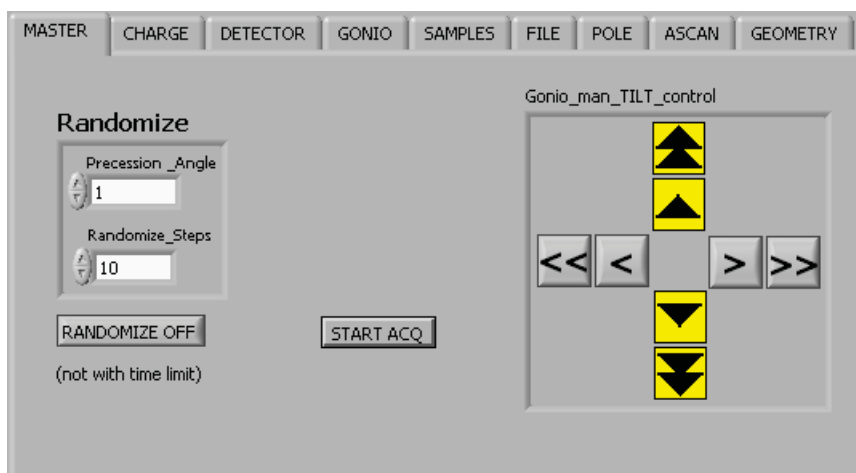 MASTER CHARGE DETECTOR GONIO SAMPLES FILE POLE ASCAN GEOMETRY
Gonio_man_TILT_control
Randomize
Precession _Angle
1
Randomize_Steps
10
<< < > >>
RANDOMIZE OFF
START ACQ
(not with time limit)